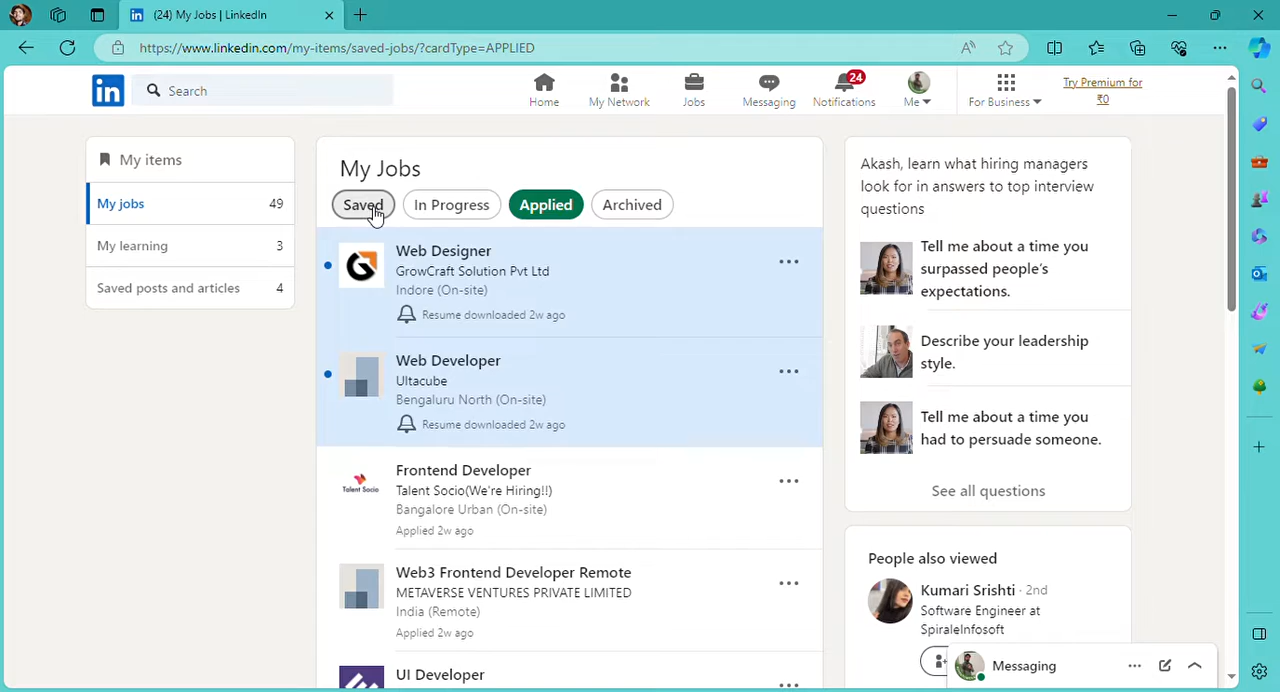 (24) My Jobs | LinkedIn
https://www.linkedin.com/my-items/saved-jobs/?cardType=APPLIED
in
Search
Home
My Network
Jobs
Messaging
24
Notifications
Me
For Business
Try Premium for
₹0
My items
My jobs 49
My learning 3
Saved posts and articles 4
My Jobs
Saved
In Progress
Applied
Archived
Web Designer
GrowCraft Solution Pvt Ltd
Indore (On-site)
Resume downloaded 2w ago
Web Developer
Ultacube
Bengaluru North (On-site)
Resume downloaded 2w ago
Talent Socio
Frontend Developer
Talent Socio(We're Hiring!!)
Bangalore Urban (On-site)
Applied 2w ago
Web3 Frontend Developer Remote
METAVERSE VENTURES PRIVATE LIMITED
India (Remote)
Applied 2w ago
UI Developer
Akash, learn what hiring managers
look for in answers to top interview
questions
Tell me about a time you
surpassed people's
expectations.
Describe your leadership
style.
Tell me about a time you
had to persuade someone.
See all questions
People also viewed
Kumari Srishti · 2nd
Software Engineer at
SpiraleInfosoft
Messaging